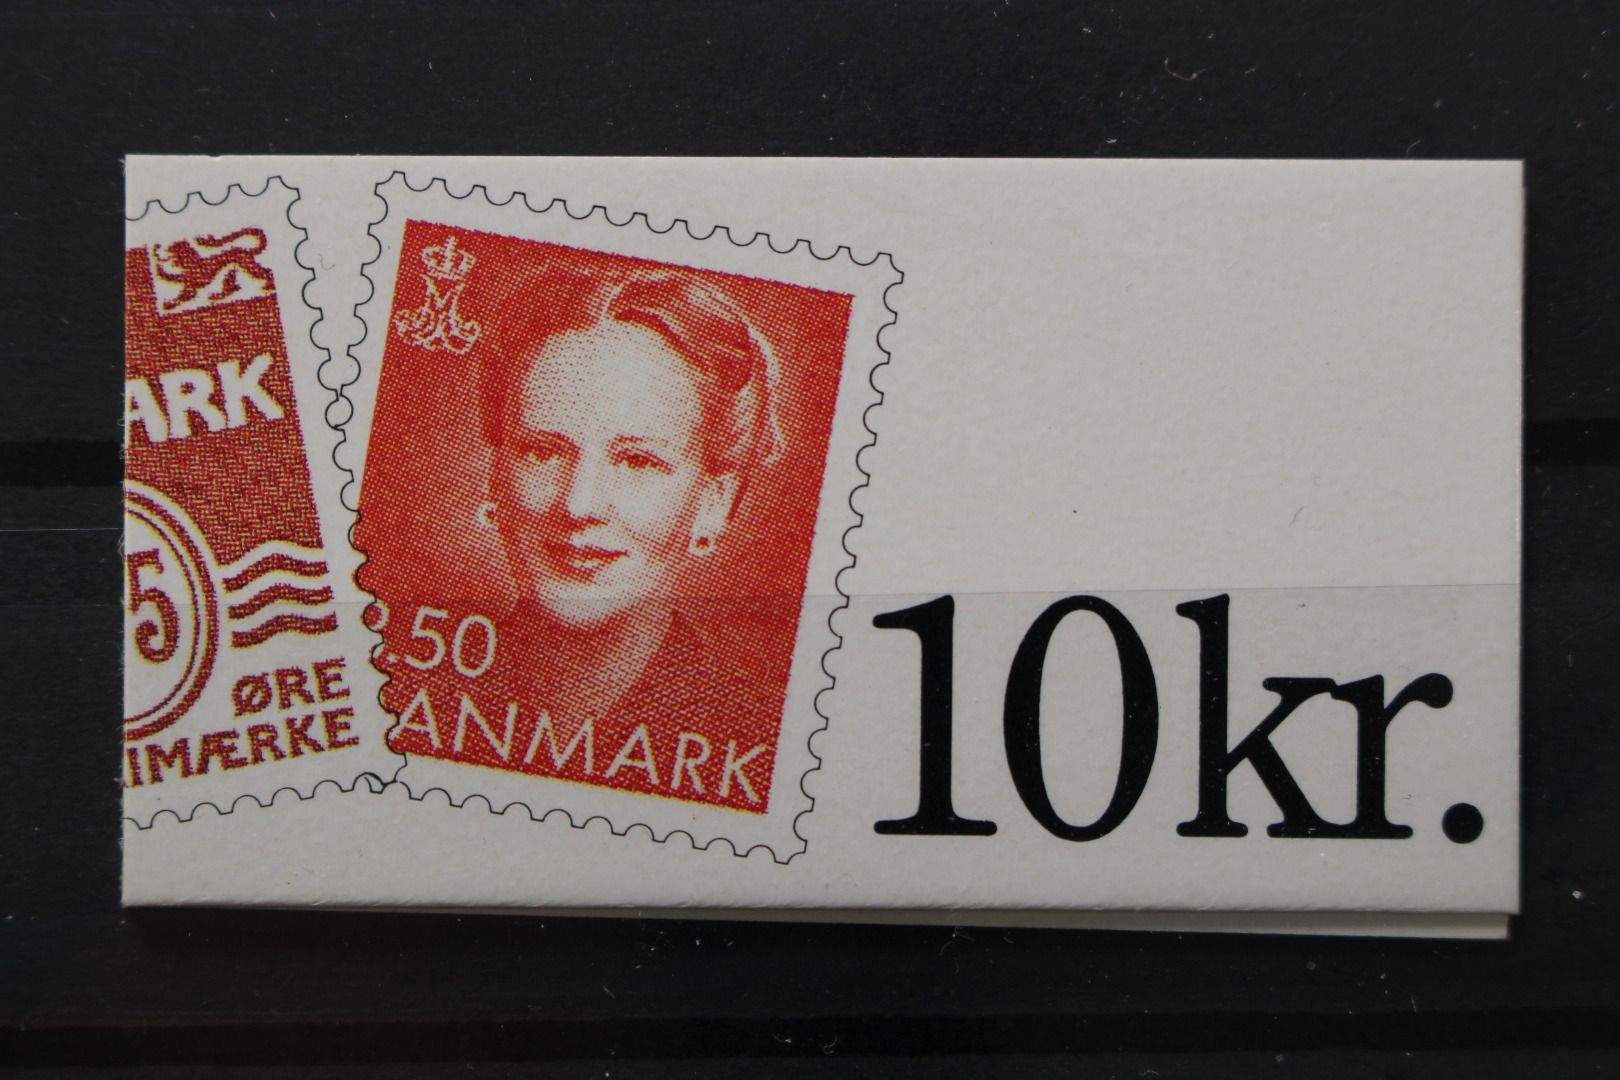 ARK
5
ØRE
IMÆRKE
.50
ANMARK
10kr.